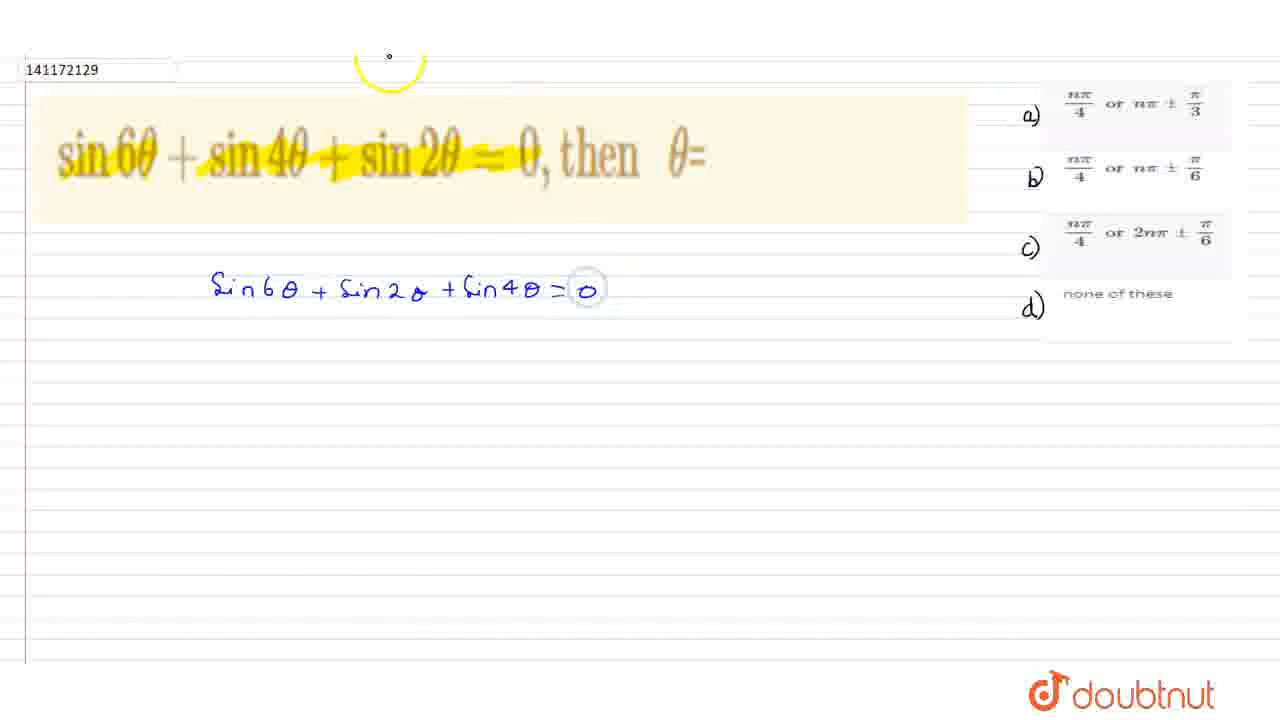 141172129
sin 6θ + sin 4θ + sin 2θ = 0, then θ=
a) nπ/4 or nπ ± π/3
b) nπ/4 or nπ ± π/6
c) nπ/4 or 2nπ ± π/6
d) none of these
Sin 6θ + Sin 2θ + Sin 4θ = 0
doubtnut